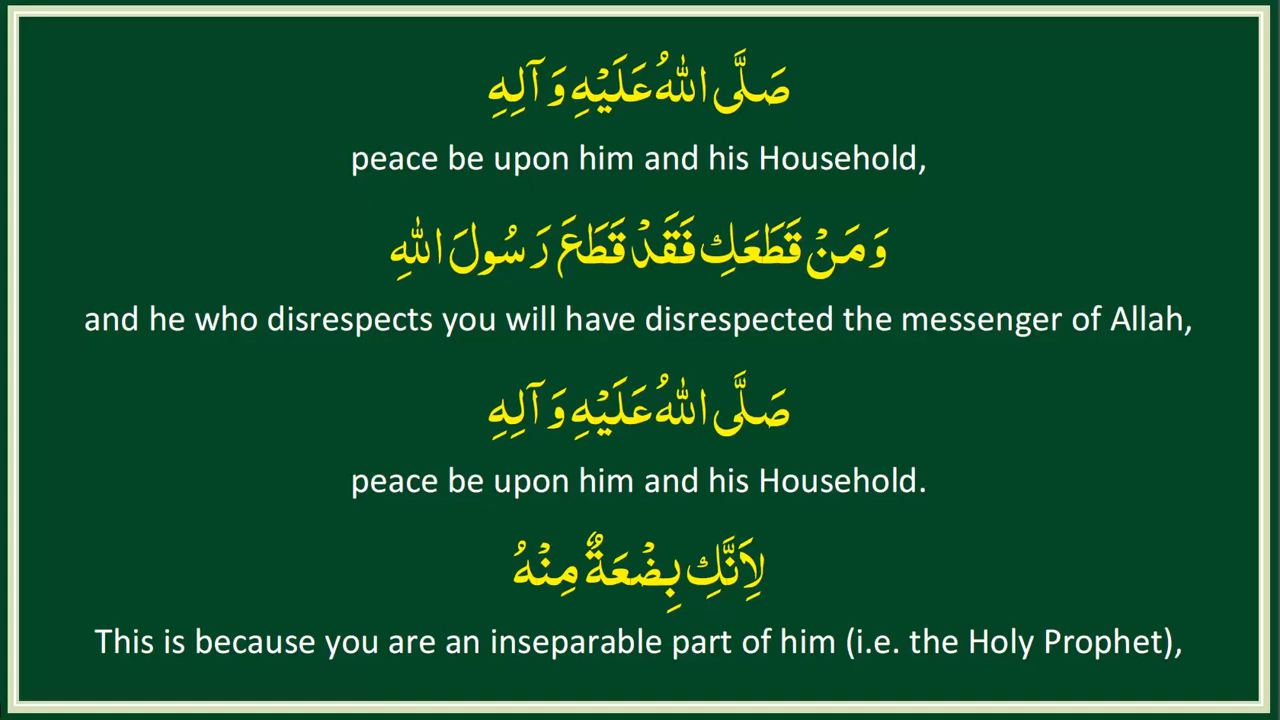 صَلَّى اللهُ عَلَيْهِ وَآلِهِ
peace be upon him and his Household,
وَمَنْ قَطَعَكِ فَقَدْ قَطَعَ رَسُولَ اللهِ
and he who disrespects you will have disrespected the messenger of Allah,
صَلَّى اللهُ عَلَيْهِ وَآلِهِ
peace be upon him and his Household.
لِاَنَّكِ بِضْعَةٌ مِنْهُ
This is because you are an inseparable part of him (i.e. the Holy Prophet),